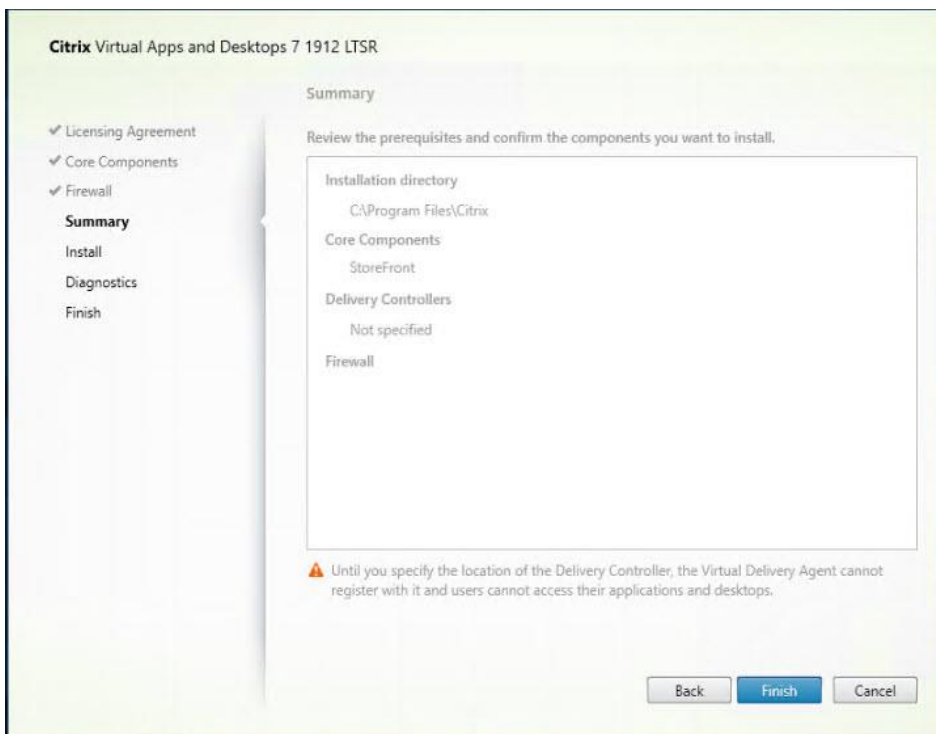 Citrix Virtual Apps and Desktops 7 1912 LTSR
Summary
Licensing Agreement
Core Components
Firewall
Summary
Install
Diagnostics
Finish
Review the prerequisites and confirm the components you want to install.
Installation directory
C:\Program Files\Citrix
Core Components
StoreFront
Delivery Controllers
Not specified
Firewall
Until you specify the location of the Delivery Controller, the Virtual Delivery Agent cannot
register with it and users cannot access their applications and desktops.
Back
Finish
Cancel